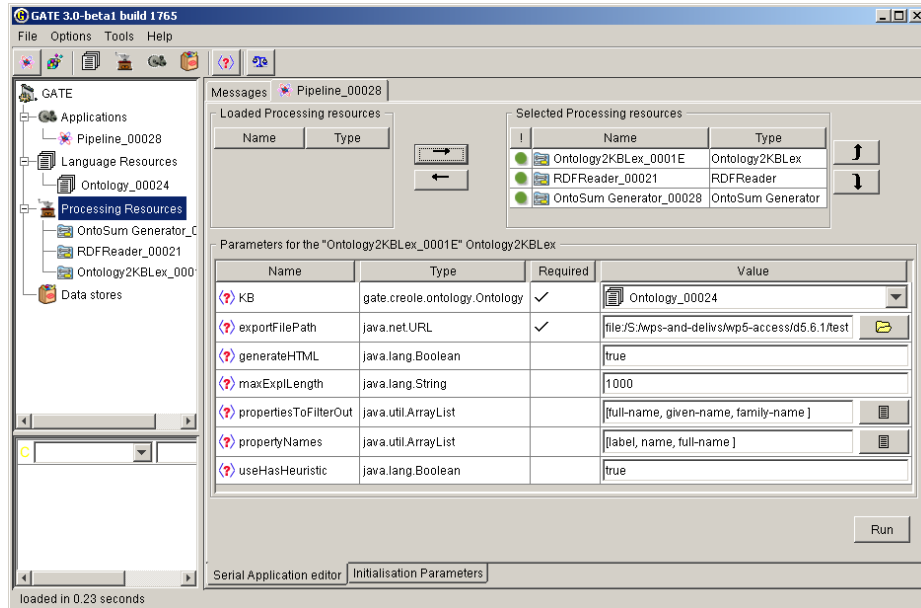 GATE 3.0-beta1 build 1765
File Options Tools Help
GATE
Applications
Pipeline_00028
Language Resources
Ontology_00024
Processing Resources
OntoSum Generator_0
RDFReader_00021
Ontology2KBLex_000
Data stores
Messages Pipeline_00028
Loaded Processing resources
Name Type
Selected Processing resources
! Name Type
Ontology2KBLex_0001E Ontology2KBLex
RDFReader_00021 RDFReader
OntoSum Generator_00028 OntoSum Generator
Parameters for the "Ontology2KBLex_0001E" Ontology2KBLex
Name Type Required Value
<?> KB gate.creole.ontology.Ontology ✓ Ontology_00024
<?> exportFilePath java.net.URL ✓ file:/S:/wps-and-delivs/wp5-access/d5.6.1/test
<?> generateHTML java.lang.Boolean true
<?> maxExplLength java.lang.String 1000
<?> propertiesToFilterOut java.util.ArrayList [full-name, given-name, family-name ]
<?> propertyNames java.util.ArrayList [label, name, full-name ]
<?> useHasHeuristic java.lang.Boolean true
Run
Serial Application editor Initialisation Parameters
C
loaded in 0.23 seconds